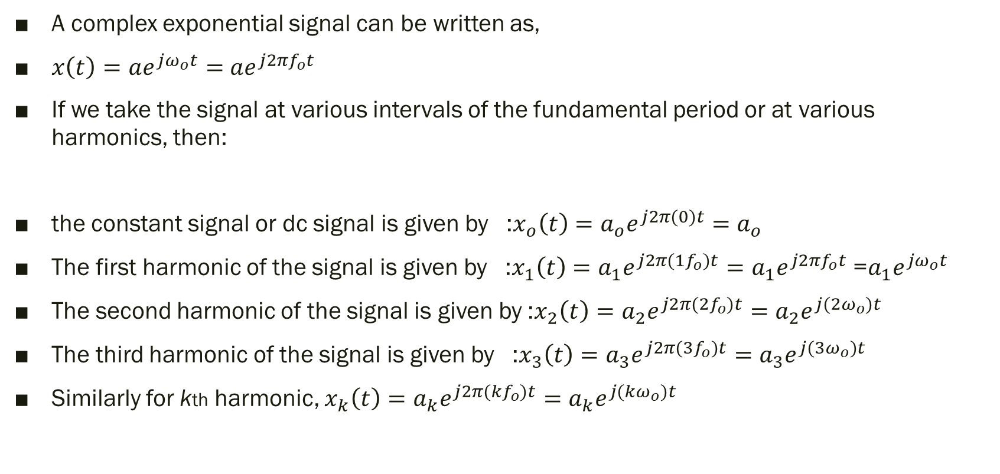 ■ A complex exponential signal can be written as,
■ $x(t) = ae^{j\omega_o t} = ae^{j2\pi f_o t}$
■ If we take the signal at various intervals of the fundamental period or at various
harmonics, then:
■ the constant signal or dc signal is given by :$x_o(t) = a_o e^{j2\pi(0)t} = a_o$
■ The first harmonic of the signal is given by :$x_1(t) = a_1 e^{j2\pi(1f_o)t} = a_1 e^{j2\pi f_o t}$ =$a_1 e^{j\omega_o t}$
■ The second harmonic of the signal is given by :$x_2(t) = a_2 e^{j2\pi(2f_o)t} = a_2 e^{j(2\omega_o)t}$
■ The third harmonic of the signal is given by :$x_3(t) = a_3 e^{j2\pi(3f_o)t} = a_3 e^{j(3\omega_o)t}$
■ Similarly for kth harmonic, $x_k(t) = a_k e^{j2\pi(kf_o)t} = a_k e^{j(k\omega_o)t}$